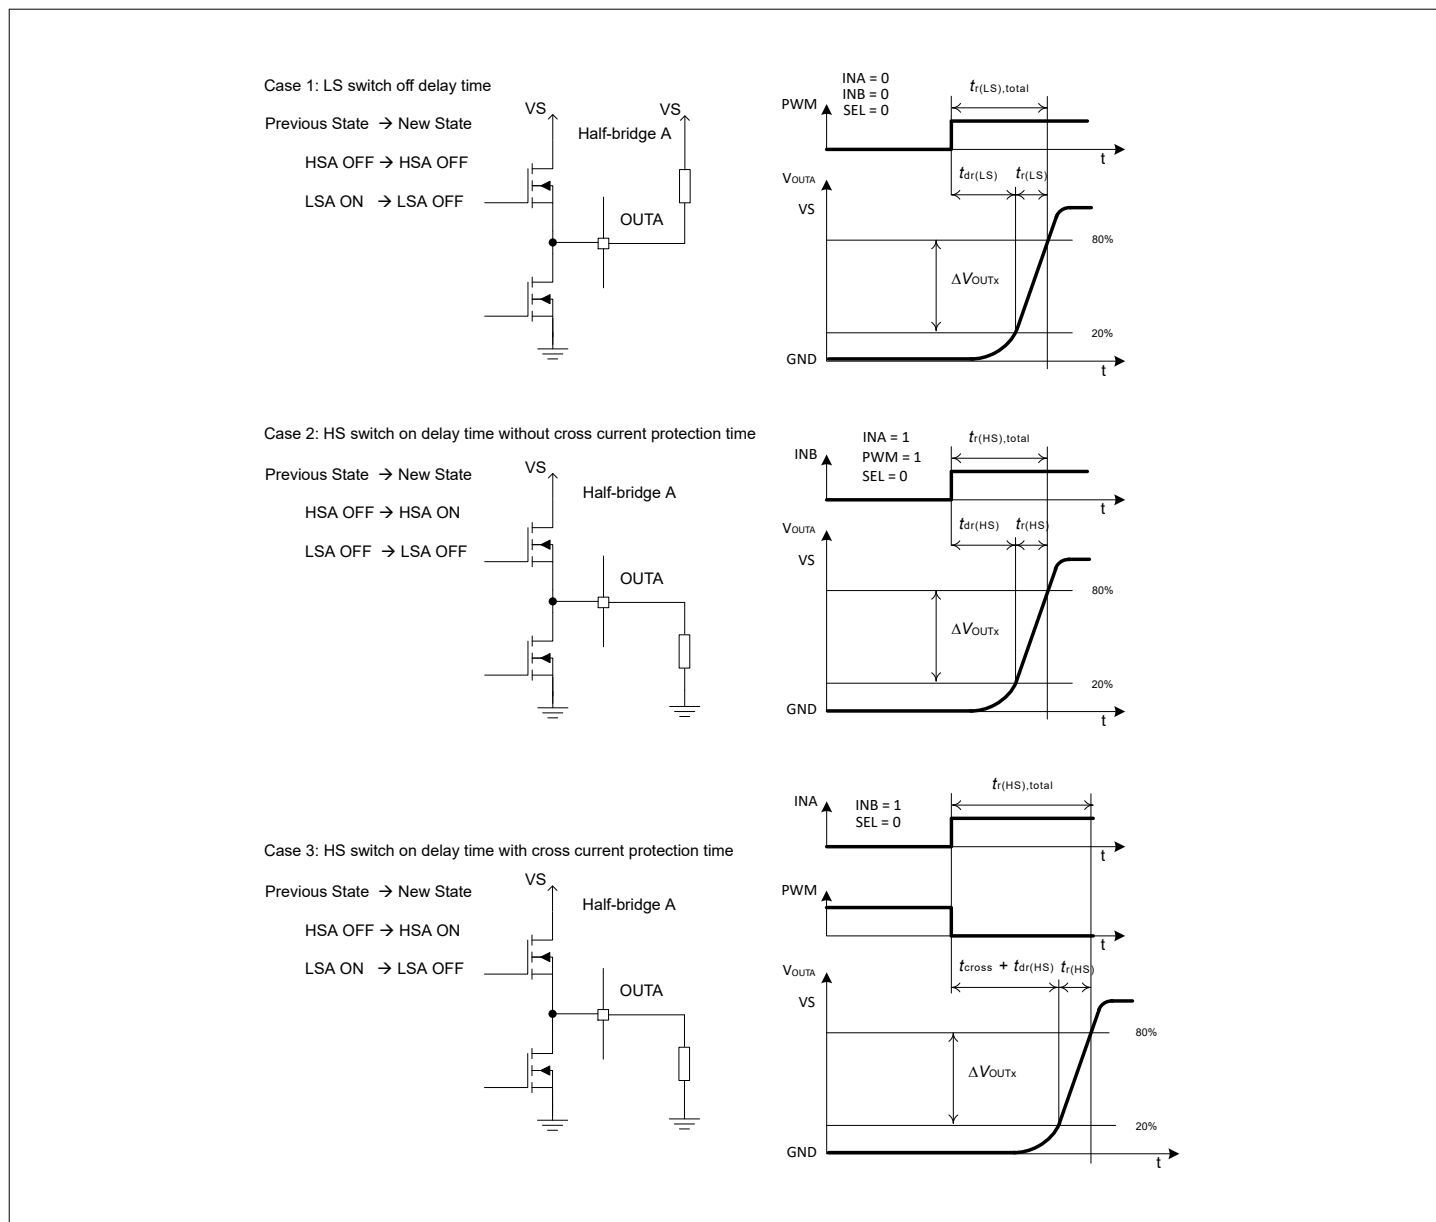 Case 1: LS switch off delay time
Previous State → New State
HSA OFF → HSA OFF
LSA ON → LSA OFF
VS
VS
Half-bridge A
OUTA
INA = 0
INB = 0
SEL = 0
tr(LS),total
PWM
t
tdr(LS)
tr(LS)
VOUTA
VS
80%
ΔVOUTx
20%
GND
t
Case 2: HS switch on delay time without cross current protection time
Previous State → New State
HSA OFF → HSA ON
LSA OFF → LSA OFF
VS
Half-bridge A
OUTA
INA = 1
PWM = 1
SEL = 0
tr(HS),total
INB
t
tdr(HS)
tr(HS)
VOUTA
VS
80%
ΔVOUTx
20%
GND
t
Case 3: HS switch on delay time with cross current protection time
Previous State → New State
HSA OFF → HSA ON
LSA ON → LSA OFF
VS
Half-bridge A
OUTA
tr(HS),total
INA
INB = 1
SEL = 0
t
PWM
t
tcross + tdr(HS)
tr(HS)
VOUTA
VS
80%
ΔVOUTx
20%
GND
t